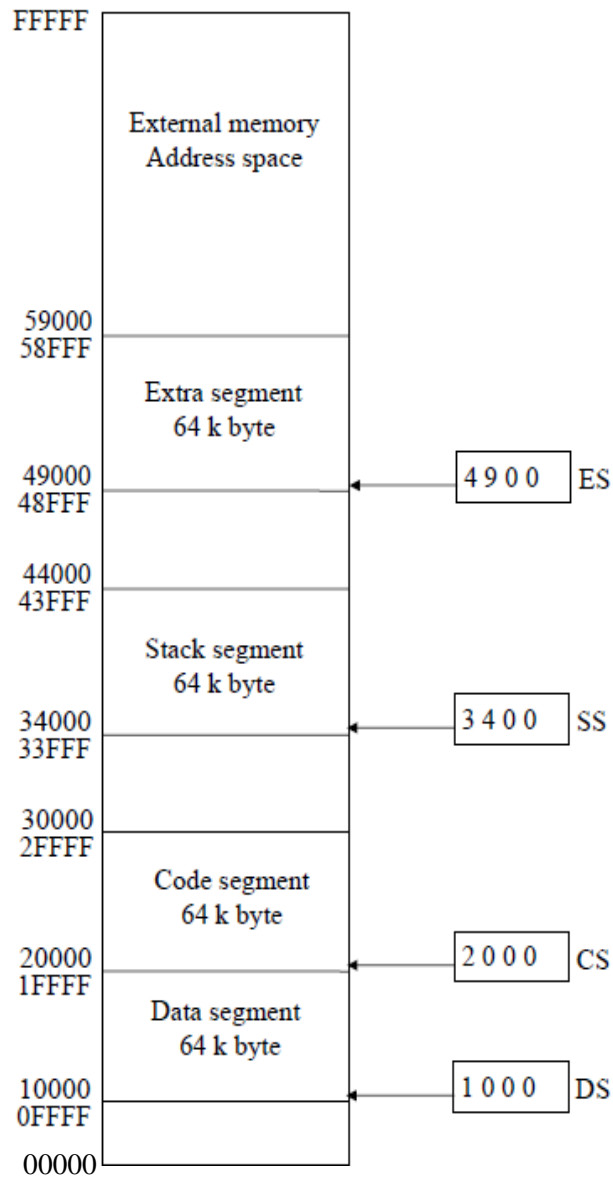 FFFFF
External memory
Address space
59000
58FFF
Extra segment
64 k byte
49000
48FFF
4900 ES
44000
43FFF
Stack segment
64 k byte
34000
33FFF
3400 SS
30000
2FFFF
Code segment
64 k byte
20000
1FFFF
2000 CS
Data segment
64 k byte
10000
0FFFF
1000 DS
00000